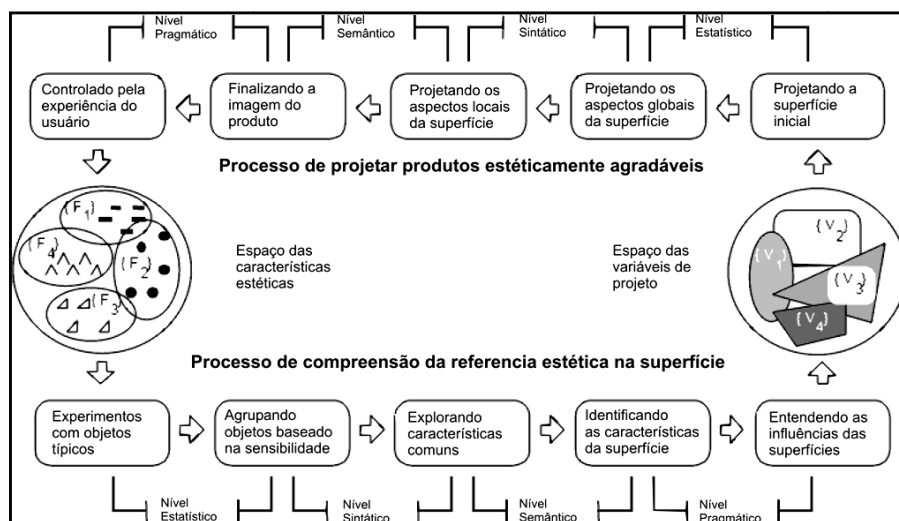 Nível
Pragmático
Nível
Semântico
Nível
Sintático
Nível
Estatístico
Controlado pela
experiência do
usuário
Finalizando a
imagem do
produto
Projetando os
aspectos locais
da superfície
Projetando os
aspectos globais
da superfície
Projetando a
superfície
inicial
Processo de projetar produtos estéticamente agradáveis
{F1}
{F4}
{F2}
{F3}
Espaço das
características
estéticas
Espaço das
variáveis de
projeto
{V2}
{V1}
{V3}
{V4}
Processo de compreensão da referencia estética na superfície
Experimentos
com objetos
típicos
Agrupando
objetos baseado
na sensibilidade
Explorando
características
comuns
Identificando
as características
da superfície
Entendendo as
influências das
superfícies
Nível
Estatístico
Nível
Sintático
Nível
Semântico
Nível
Pragmático